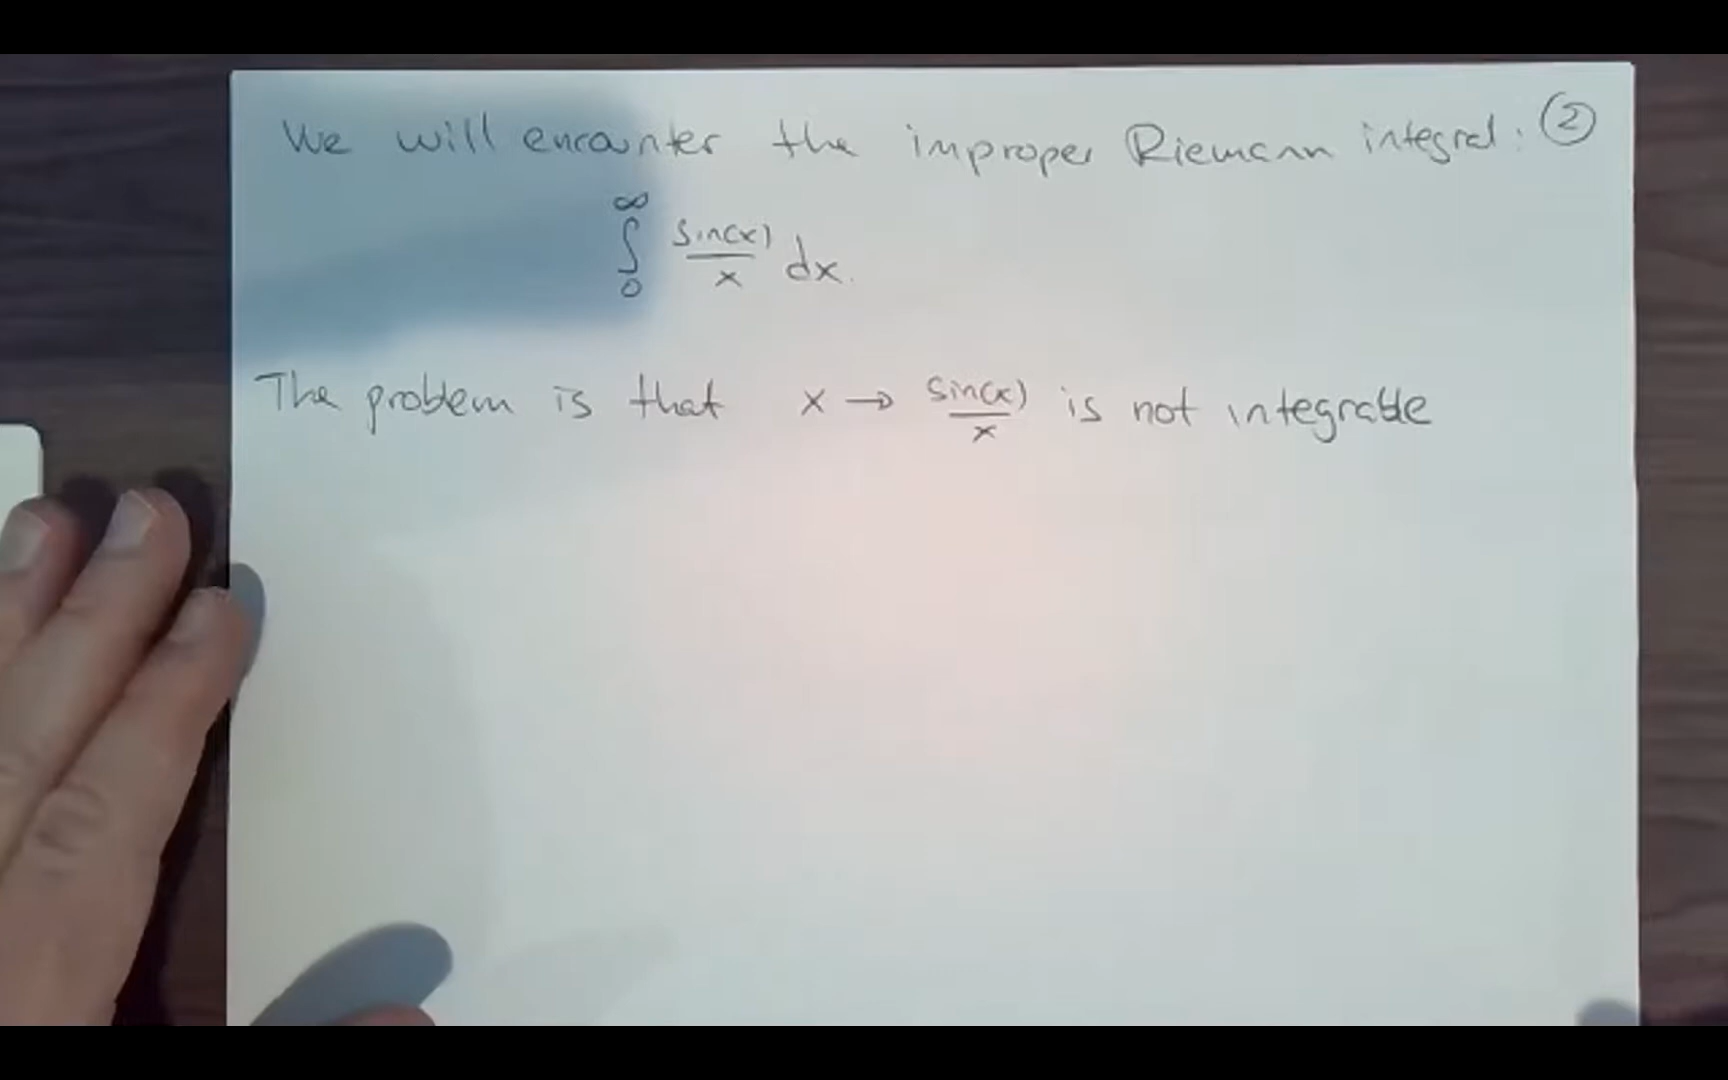 We will encounter the improper Riemann integral: ②
∞
∫ sin(x)/x dx.
0
The problem is that x → sin(x)/x is not integrable